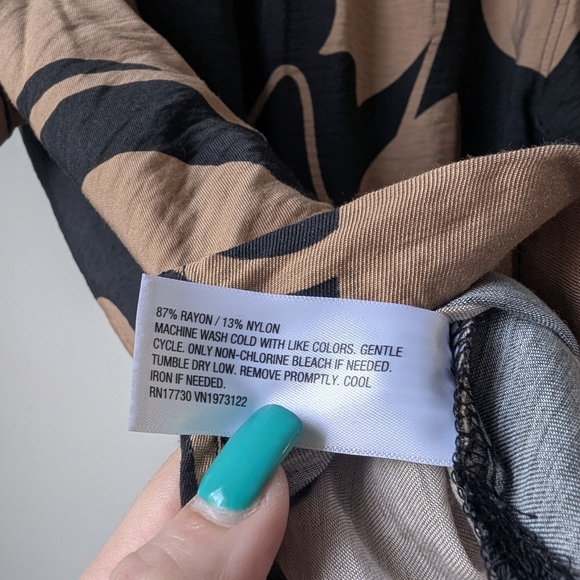 87% RAYON / 13% NYLON
MACHINE WASH COLD WITH LIKE COLORS. GENTLE
CYCLE. ONLY NON-CHLORINE BLEACH IF NEEDED.
TUMBLE DRY LOW. REMOVE PROMPTLY. COOL
IRON IF NEEDED.
RN17730 VN1973122